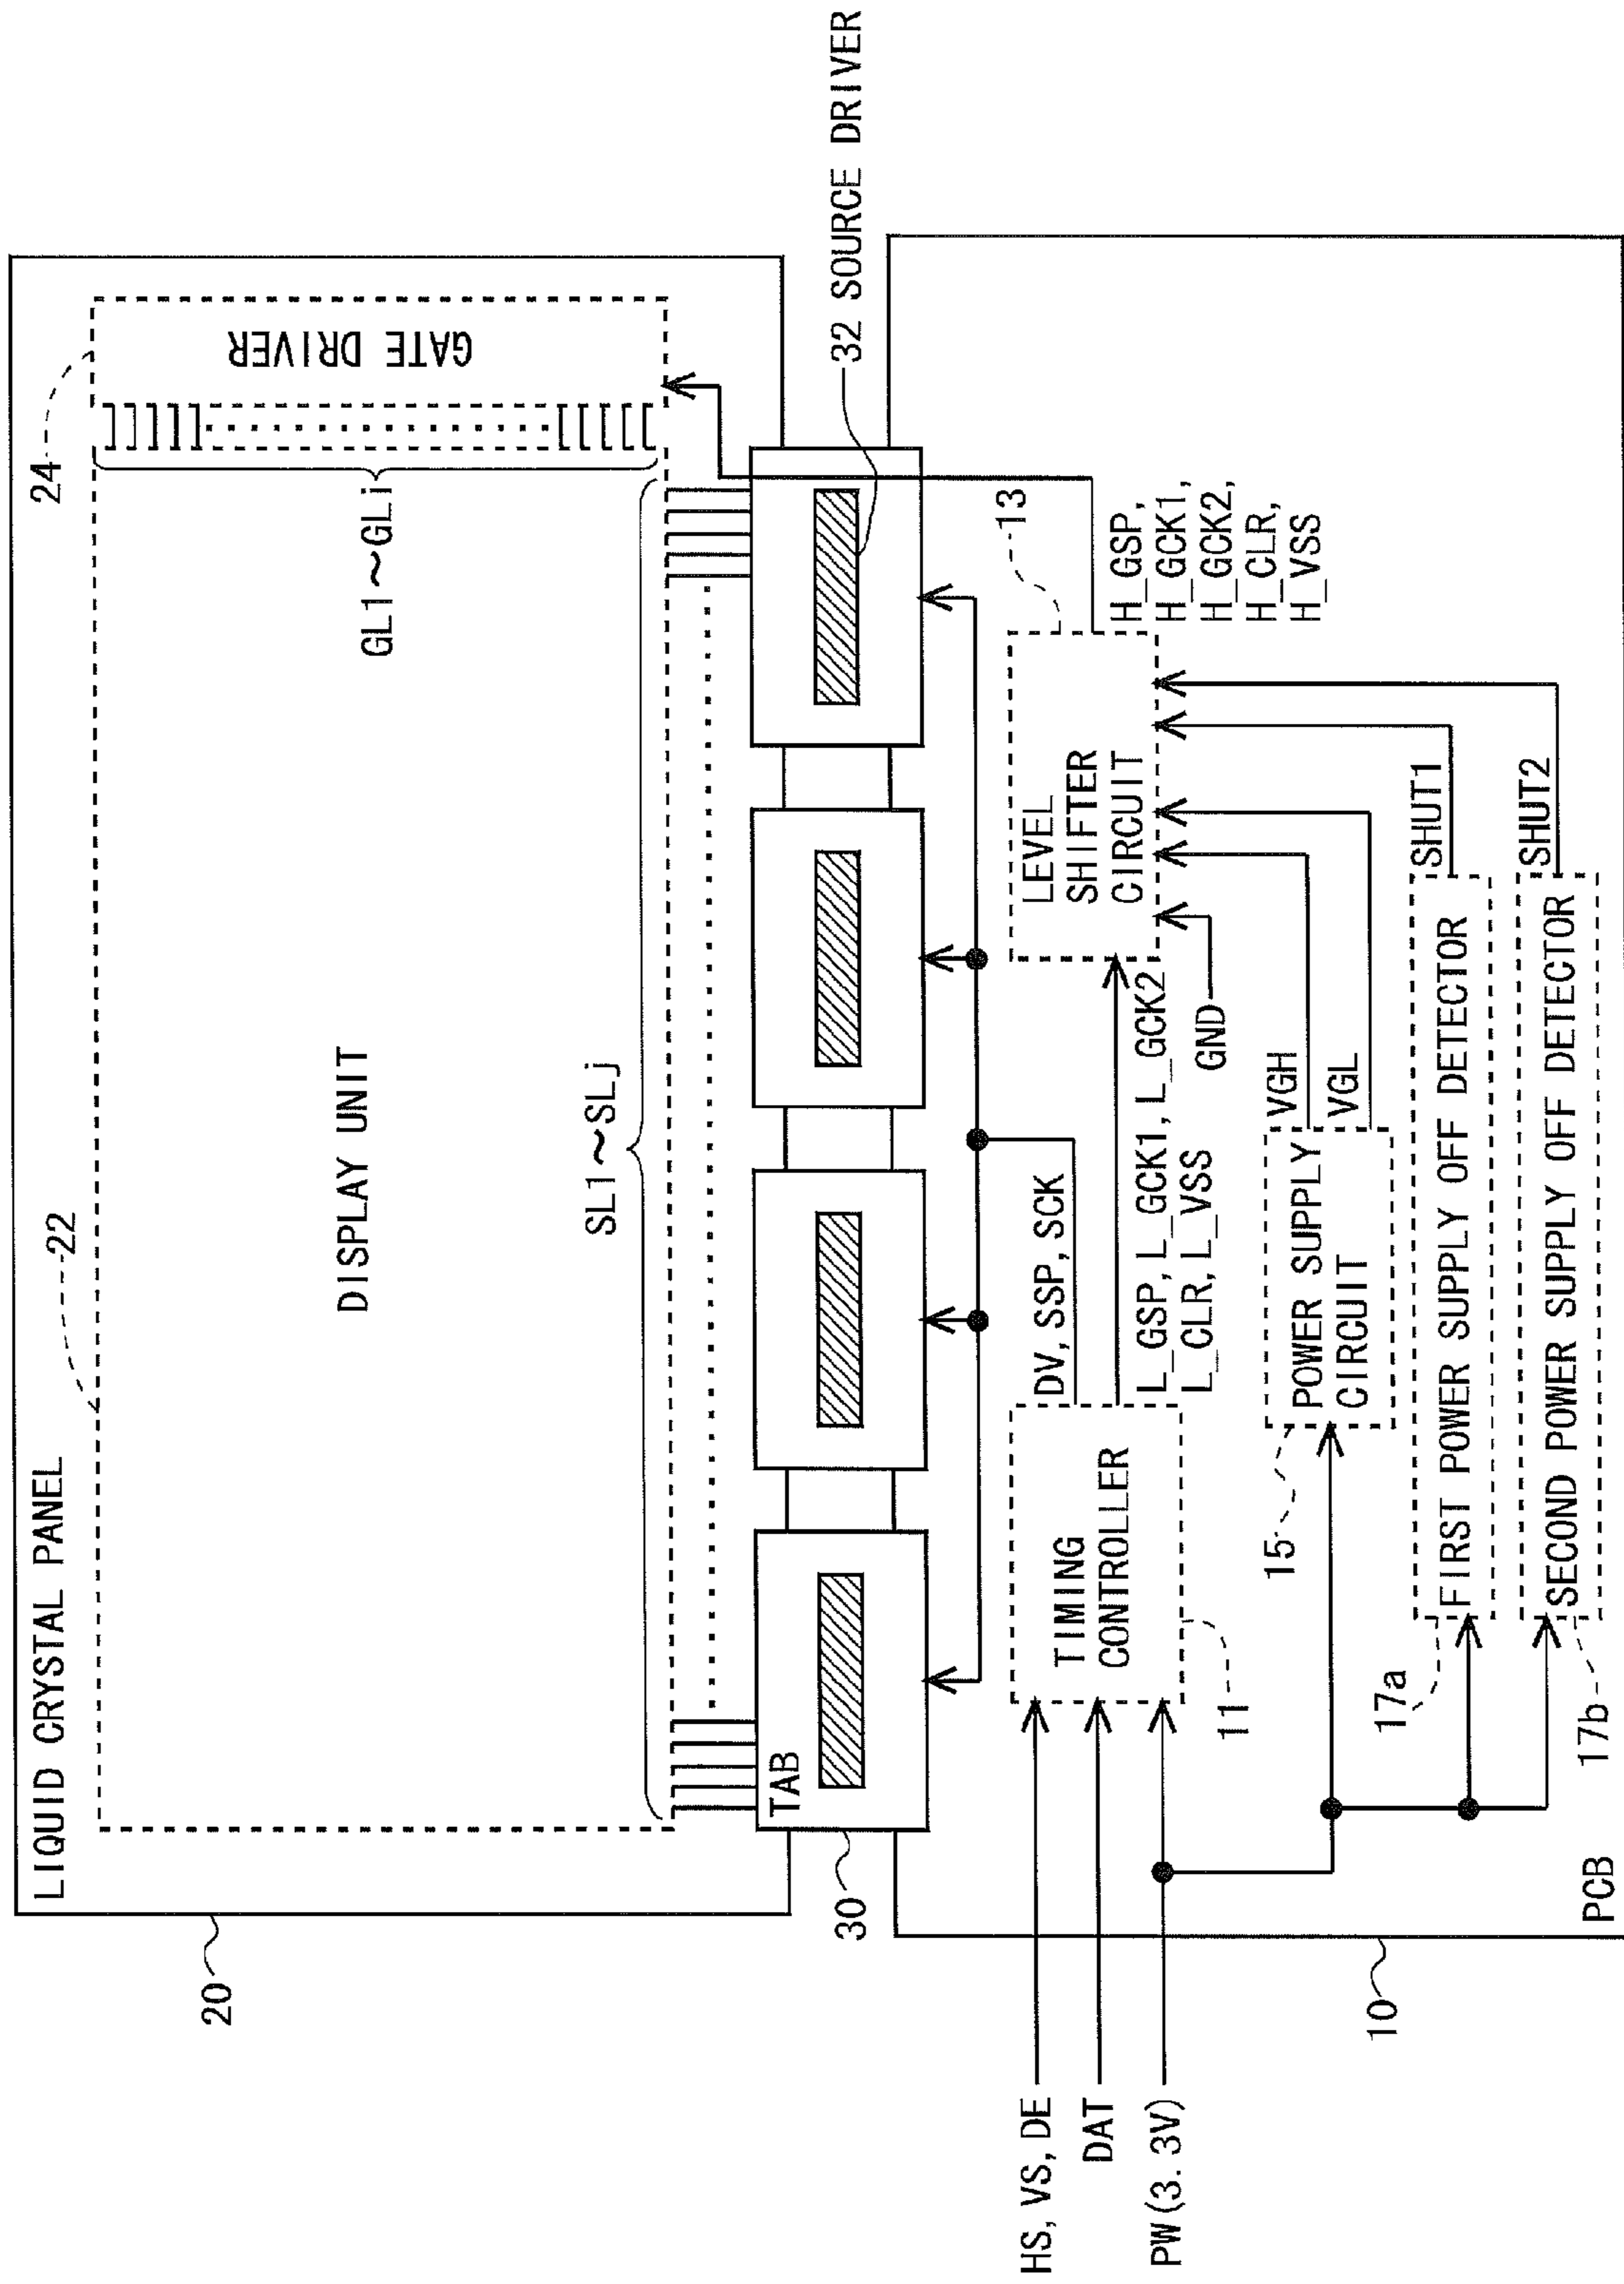 20
LIQUID CRYSTAL PANEL
22
24
DISPLAY UNIT
GATE DRIVER
GL1~GLi
SL1~SLj
TAB
30
32 SOURCE DRIVER
HS, VS, DE
DAT
PW(3. 3V)
TIMING
CONTROLLER
11
DV, SSP, SCK
L_GSP, L_GCK1, L_GCK2
L_CLR, L_VSS
GND
LEVEL
SHIFTER
CIRCUIT
13
H_GSP,
H_GCK1,
H_GCK2,
H_CLR,
H_VSS
15
POWER SUPPLY
CIRCUIT
VGH
VGL
17a
FIRST POWER SUPPLY OFF DETECTOR
SHUT1
17b
SECOND POWER SUPPLY OFF DETECTOR
SHUT2
10
PCB